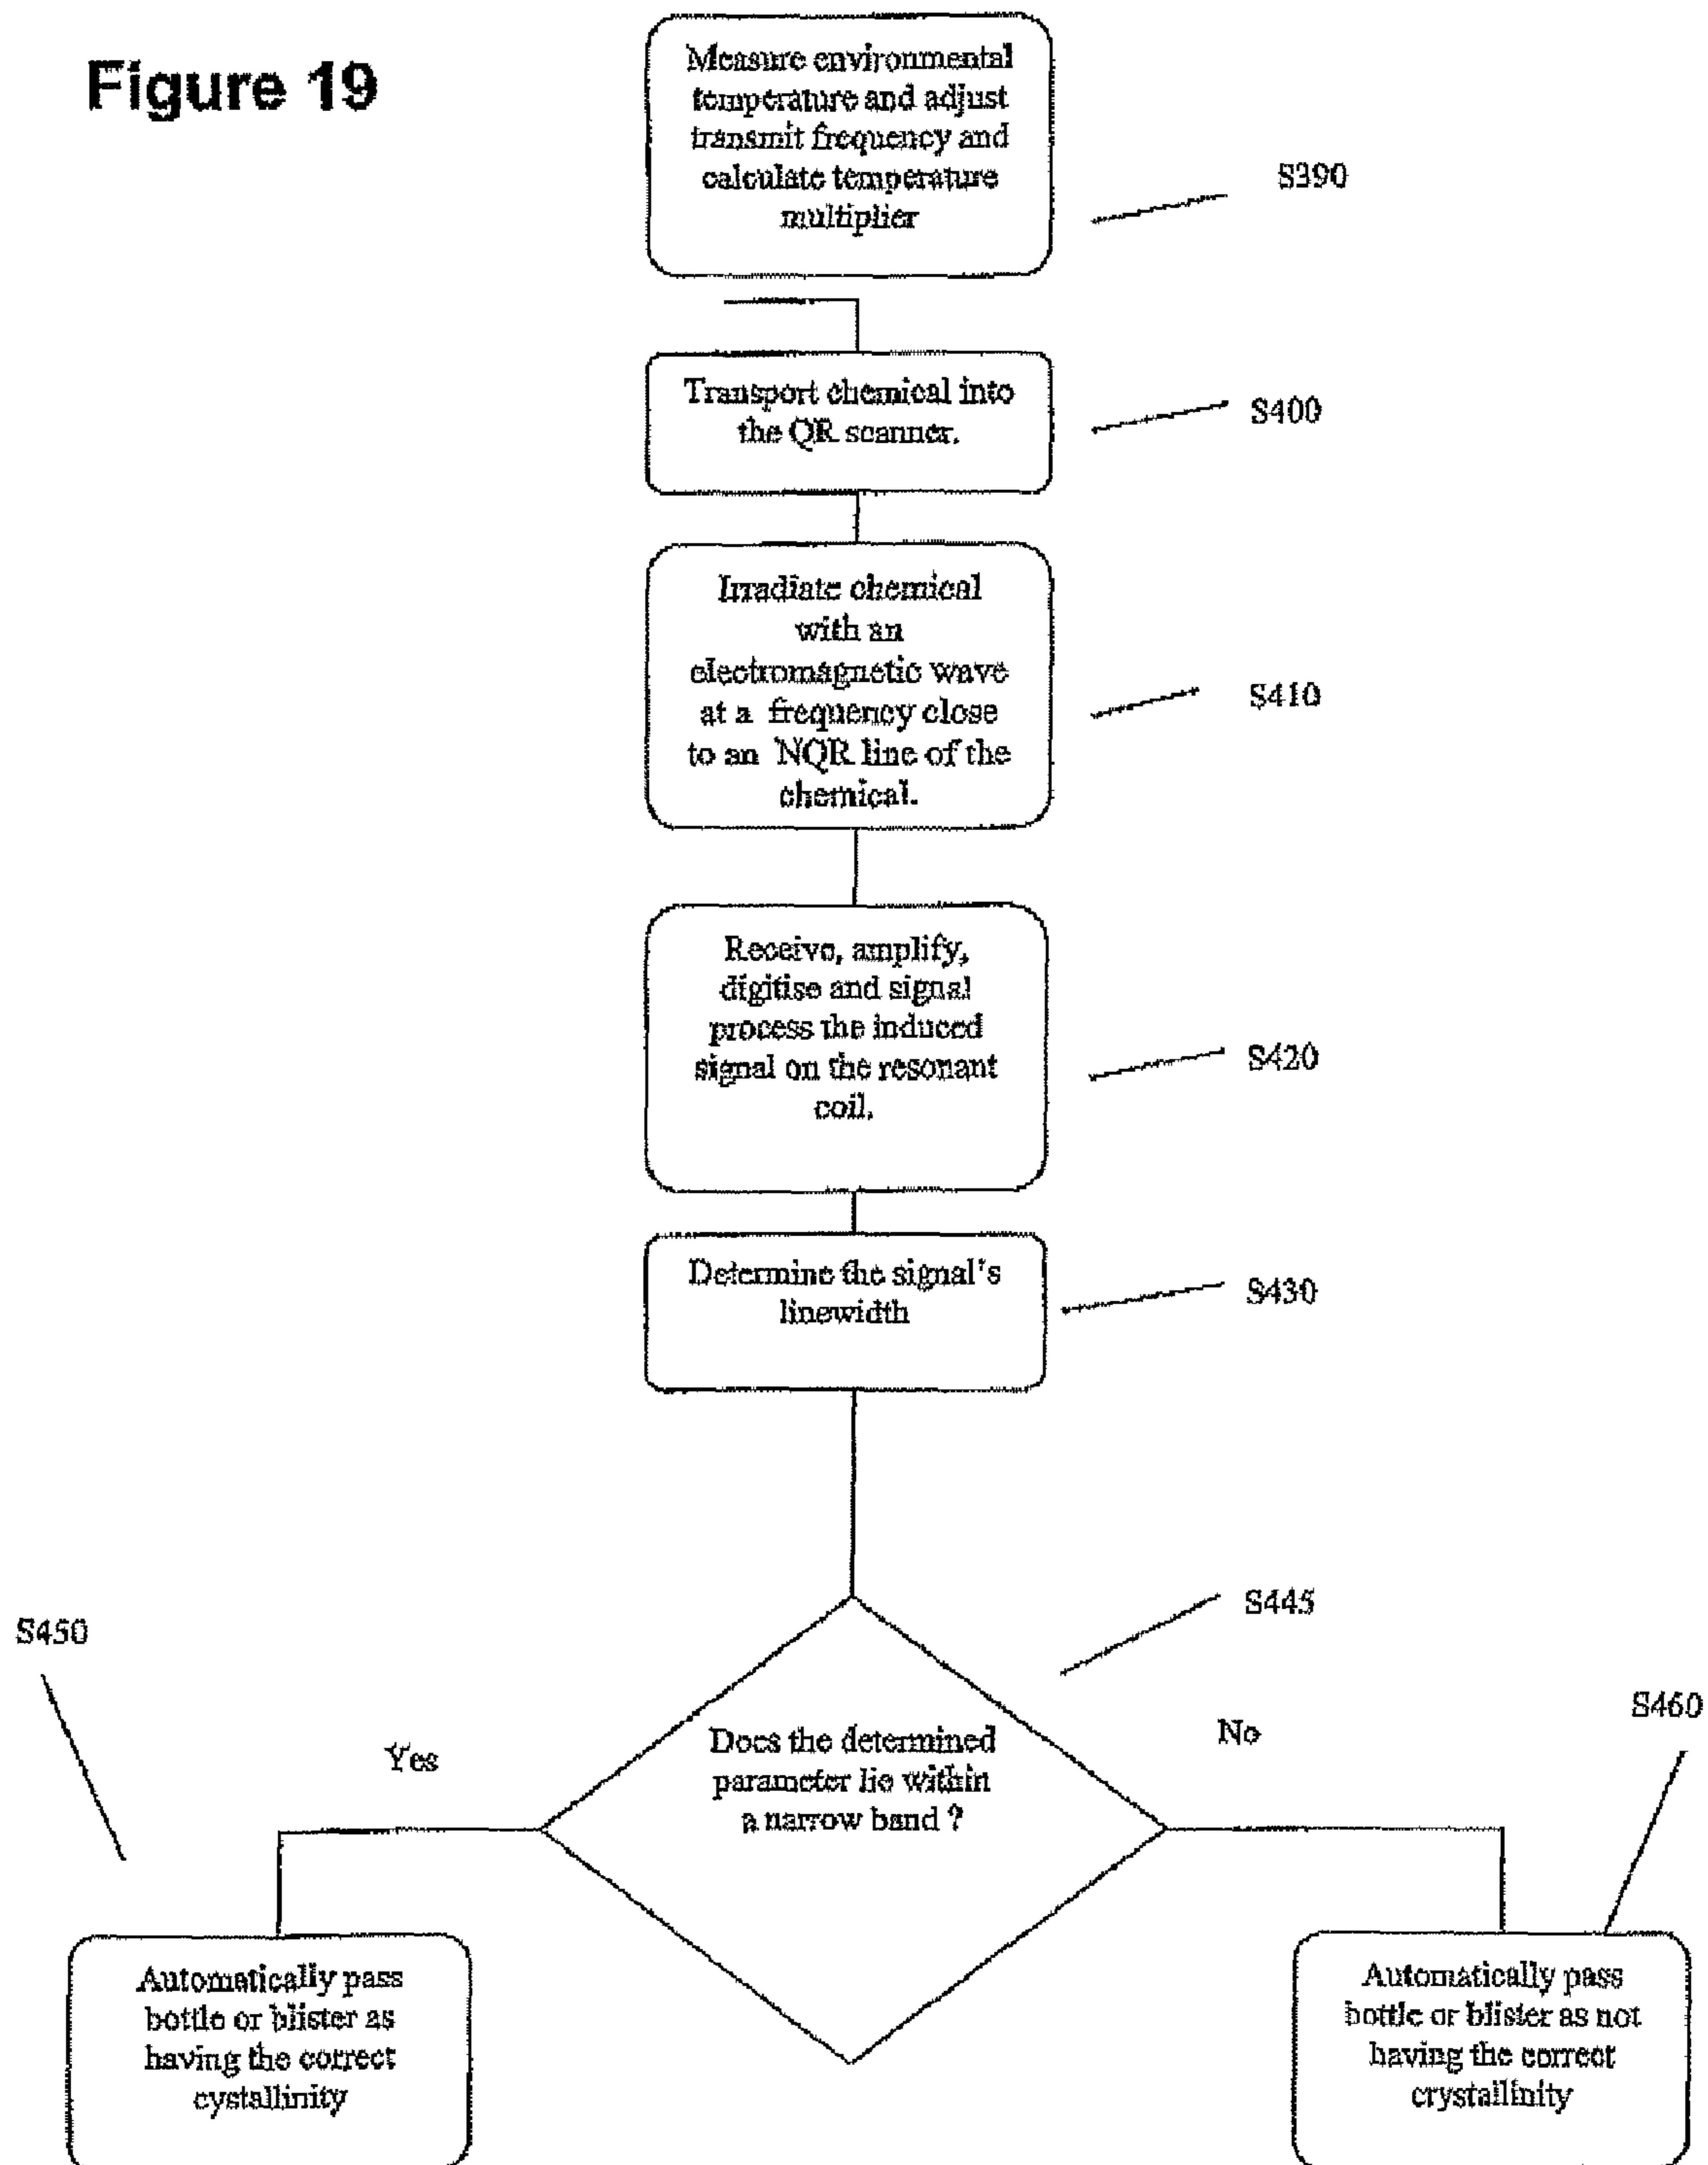 Figure 19
Measure environmental
temperature and adjust
transmit frequency and
calculate temperature
multiplier
S390
Transport chemical into
the QR scanner.
S400
Irradiate chemical
with an
electromagnetic wave
at a frequency close
to an NQR line of the
chemical.
S410
Receive, amplify,
digitise and signal
process the induced
signal on the resonant
coil.
S420
Determine the signal's
linewidth
S430
S445
S450
S460
Yes
No
Does the determined
parameter lie within
a narrow band ?
Automatically pass
bottle or blister as
having the correct
cystallinity
Automatically pass
bottle or blister as not
having the correct
crystallinity